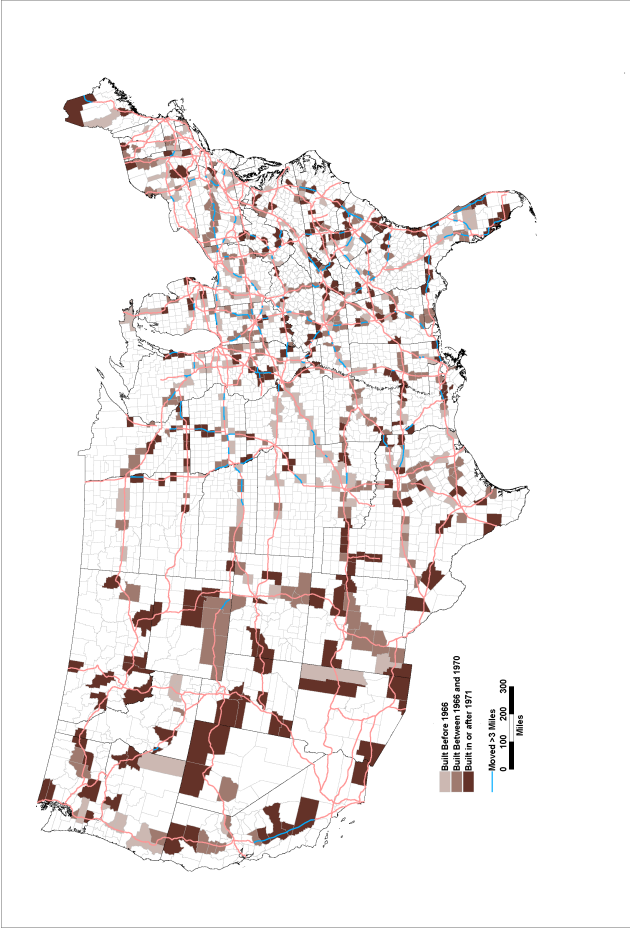 Built Before 1966
Built Between 1966 and 1970
Built in or after 1971
Moved >3 Miles
0 100 200 300
Miles